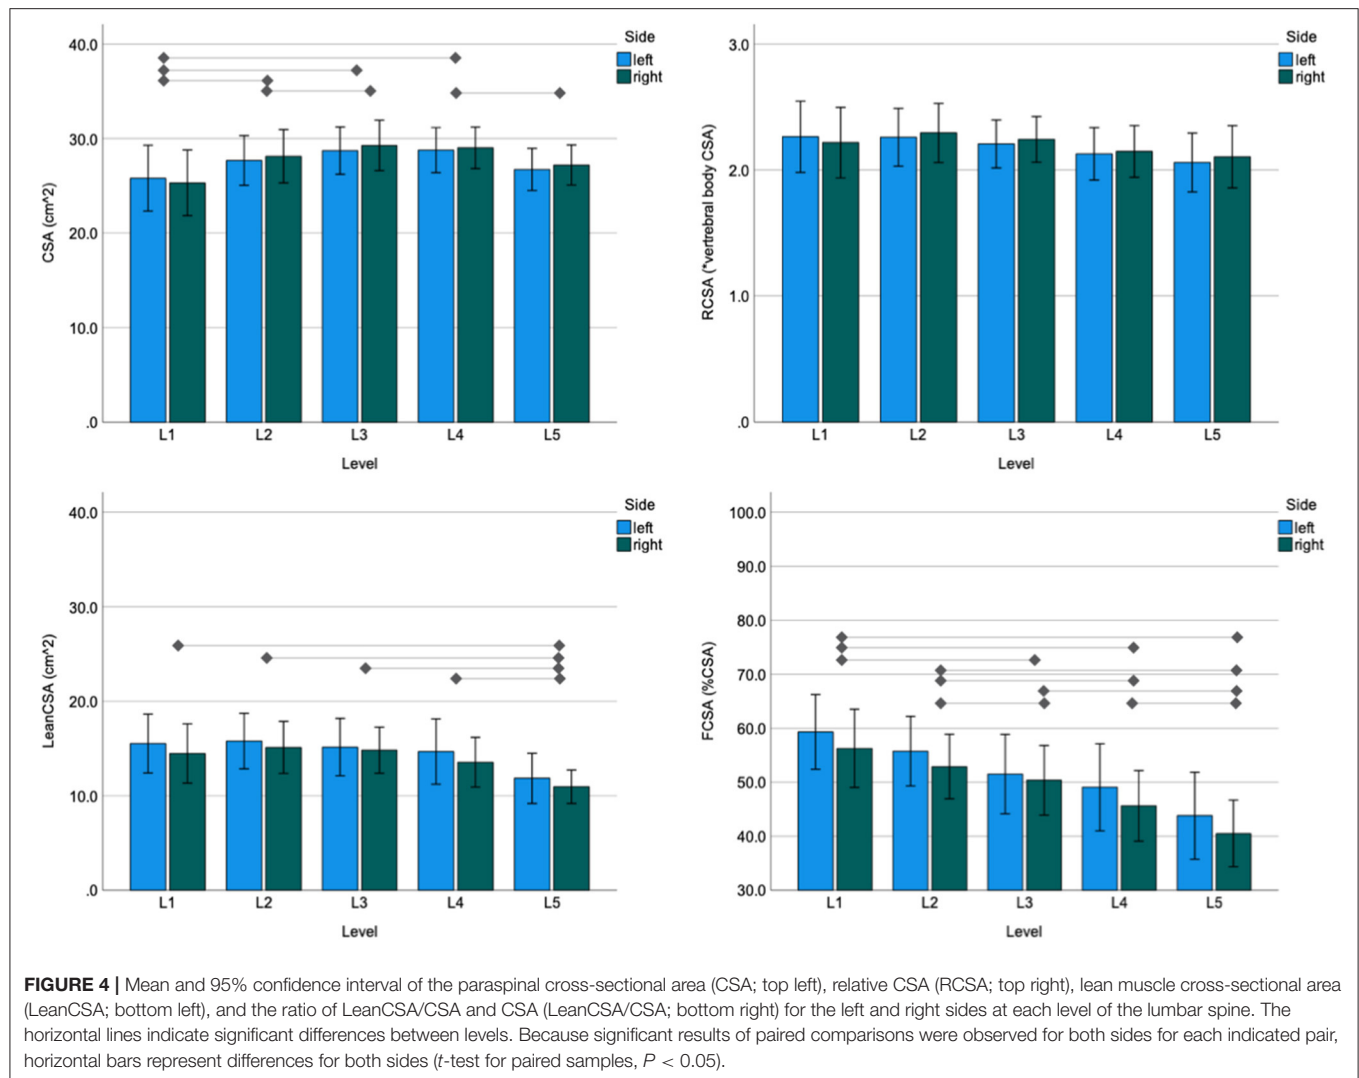 40.0
30.0
20.0
10.0
.0
CSA (cm^2)
L1 L2 L3 L4 L5
Level
Side
left
right
3.0
2.0
1.0
.0
RCSA (*vertrebral body CSA)
L1 L2 L3 L4 L5
Level
Side
left
right
40.0
30.0
20.0
10.0
.0
LeanCSA (cm^2)
L1 L2 L3 L4 L5
Level
Side
left
right
100.0
90.0
80.0
70.0
60.0
50.0
40.0
30.0
FCSA (%CSA)
L1 L2 L3 L4 L5
Level
Side
left
right
FIGURE 4 | Mean and 95% confidence interval of the paraspinal cross-sectional area (CSA; top left), relative CSA (RCSA; top right), lean muscle cross-sectional area
(LeanCSA; bottom left), and the ratio of LeanCSA/CSA and CSA (LeanCSA/CSA; bottom right) for the left and right sides at each level of the lumbar spine. The
horizontal lines indicate significant differences between levels. Because significant results of paired comparisons were observed for both sides for each indicated pair,
horizontal bars represent differences for both sides (t-test for paired samples, P < 0.05).